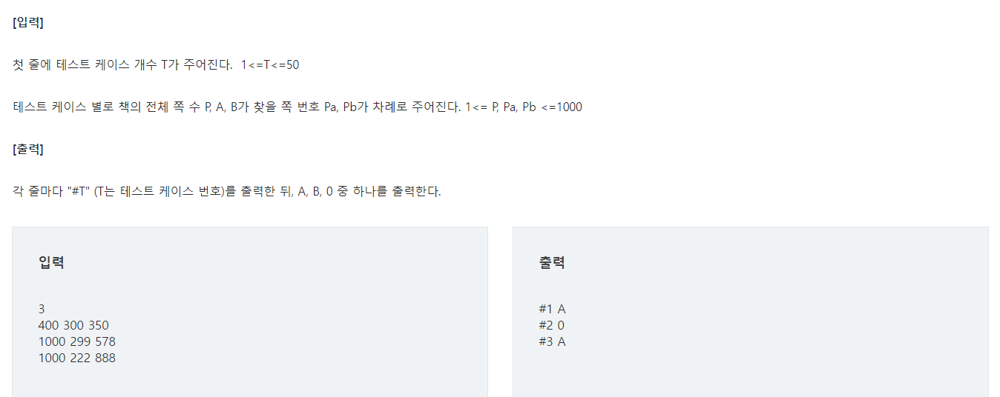 [입력]
첫 줄에 테스트 케이스 개수 T가 주어진다.  1<=T<=50
테스트 케이스 별로 책의 전체 쪽 수 P, A, B가 찾을 쪽 번호 Pa, Pb가 차례로 주어진다. 1<= P, Pa, Pb <=1000
[출력]
각 줄마다 "#T" (T는 테스트 케이스 번호)를 출력한 뒤, A, B, 0 중 하나를 출력한다.
입력
3
400 300 350
1000 299 578
1000 222 888
출력
#1 A
#2 0
#3 A